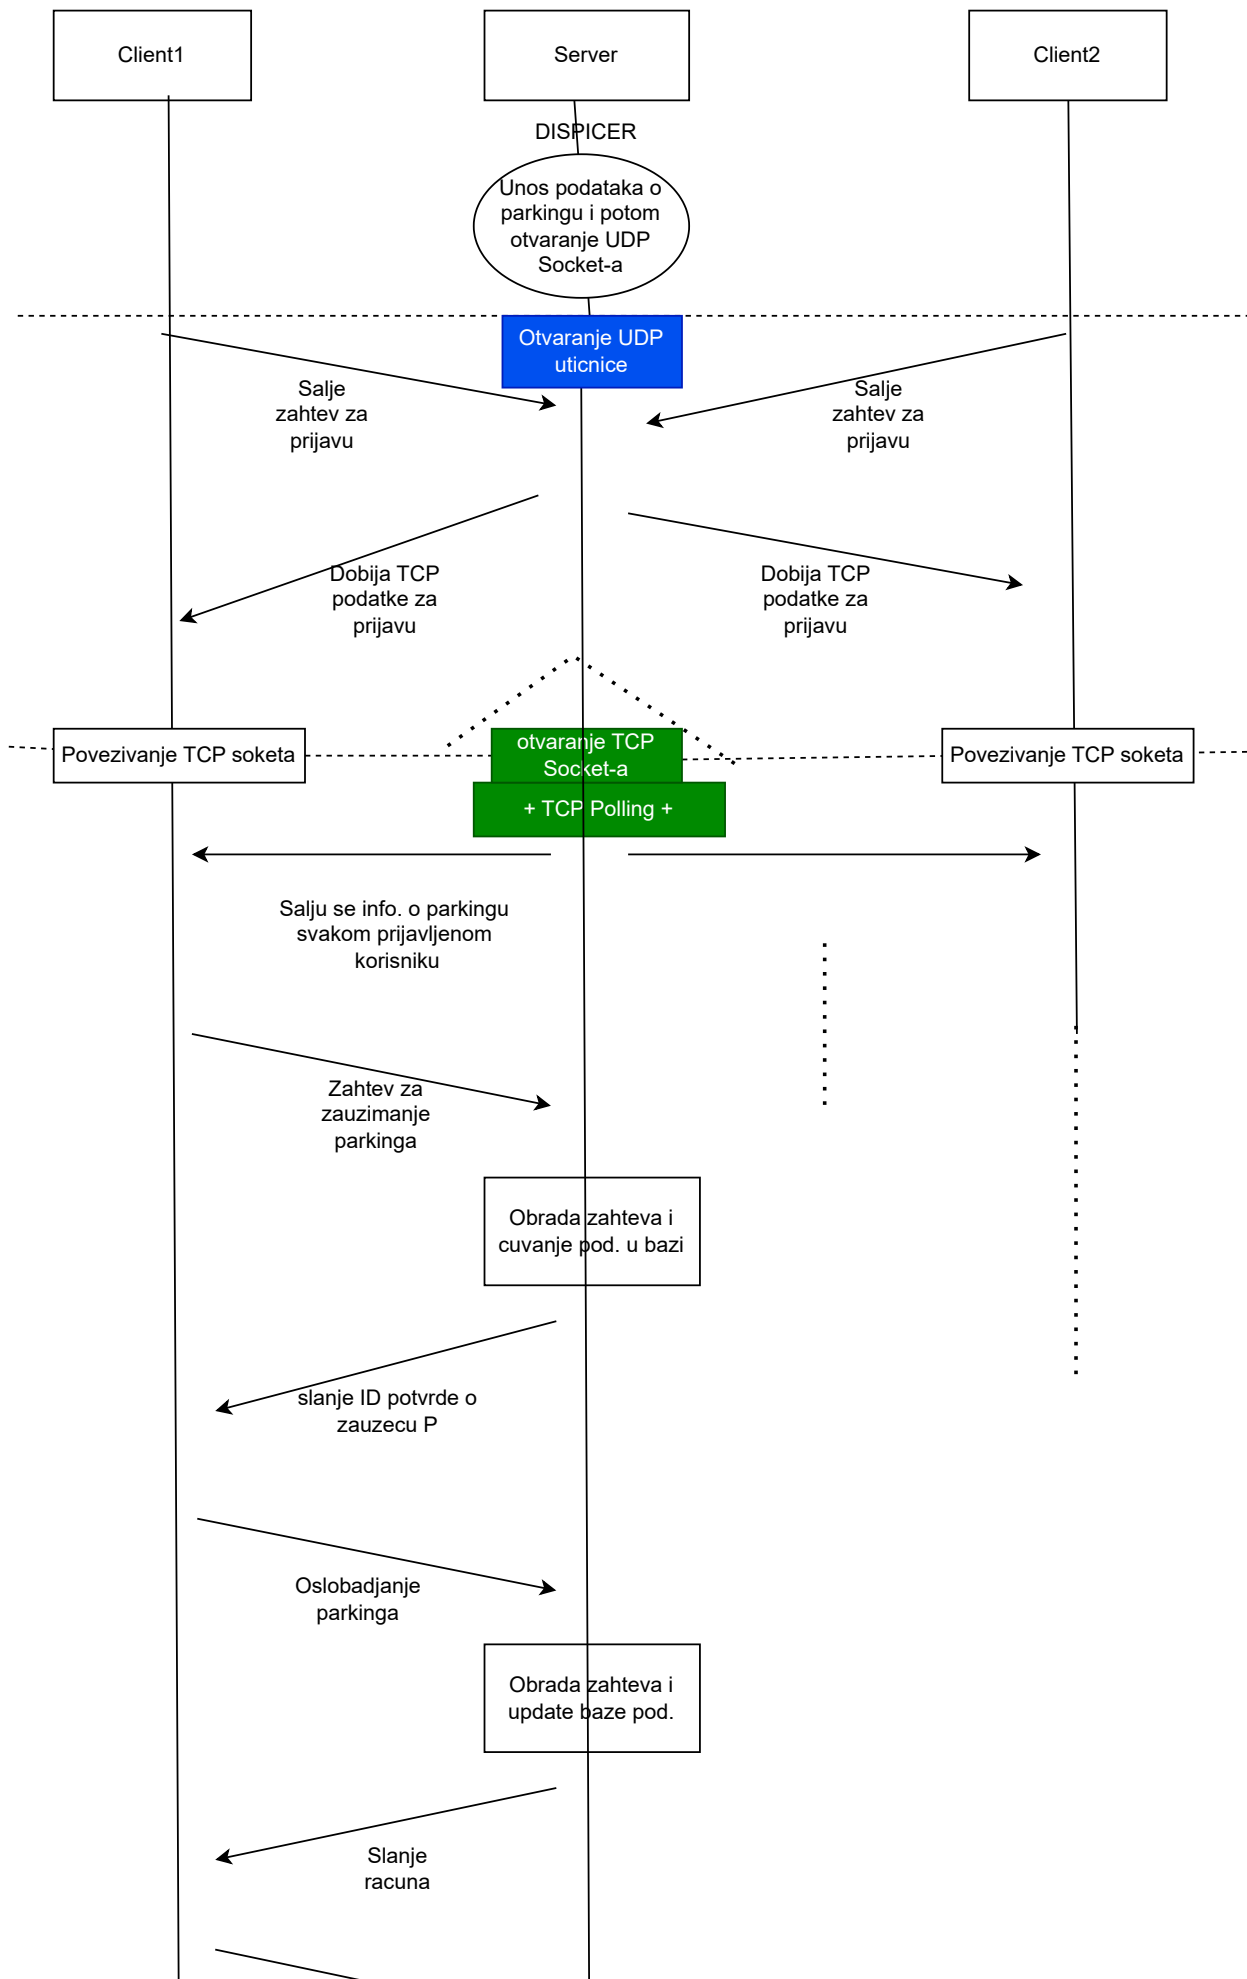 Client1
Server
Client2
DISPICER
Unos podataka o
parkingu i potom
otvaranje UDP
Socket-a
Otvaranje UDP
uticnice
Salje
zahtev za
prijavu
Salje
zahtev za
prijavu
Dobija TCP
podatke za
prijavu
Dobija TCP
podatke za
prijavu
Povezivanje TCP soketa
otvaranje TCP
Socket-a
Povezivanje TCP soketa
+ TCP Polling +
Salju se info. o parkingu
svakom prijavljenom
korisniku
Zahtev za
zauzimanje
parkinga
Obrada zahteva i
cuvanje pod. u bazi
slanje ID potvrde o
zauzecu P
Oslobadjanje
parkinga
Obrada zahteva i
update baze pod.
Slanje
racuna